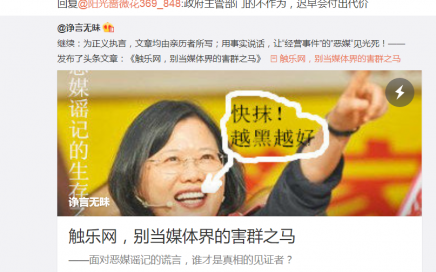 回复@阳光蔷薇花369_848:政府主管部门的不作为，迟早会付出代价
@诤言无昧
继续：为正义执言，文章均由亲历者所写；用事实说话，让“经营事件”的“恶媒”见光死！——
发布了头条文章：《触乐网，别当媒体界的害群之马》 触乐网，别当媒体界的害群之马
恶媒谣记的生存
快抹！
越黑越好
诤言无昧
触乐网，别当媒体界的害群之马
——面对恶媒谣记的谎言，谁才是真相的见证者？